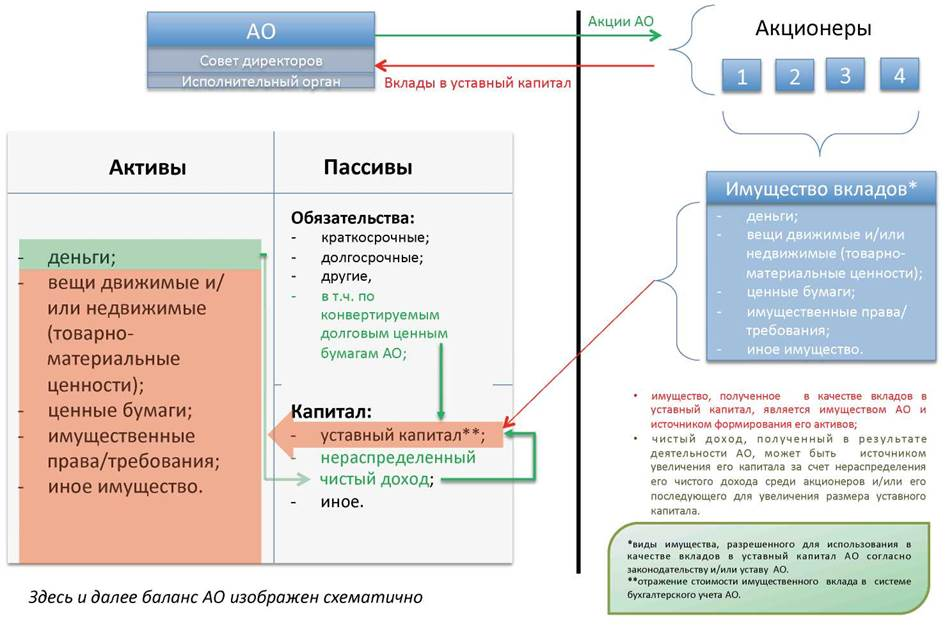 АО
Совет директоров
Исполнительный орган
Акции АО
Вклады в уставный капитал
Акционеры
1 2 3 4
Имущество вкладов*
- деньги;
- вещи движимые и/или
недвижимые (товарно-
материальные ценности);
- ценные бумаги;
- имущественные права/
требования;
- иное имущество.
Активы
- деньги;
- вещи движимые и/
или недвижимые
(товарно-
материальные
ценности);
- ценные бумаги;
- имущественные
права/требования;
- иное имущество.
Пассивы
Обязательства:
- краткосрочные;
- долгосрочные;
- другие,
- в т.ч. по
конвертируемым
долговым ценным
бумагам АО;
Капитал:
- уставный капитал**;
- нераспределенный
чистый доход;
- иное.
• имущество, полученное в качестве вкладов в
уставный капитал, является имуществом АО и
источником формирования его активов;
• чистый доход, полученный в результате
деятельности АО, может быть источником
увеличения его капитала за счет нераспределения
его чистого дохода среди акционеров и/или его
последующего для увеличения размера уставного
капитала.
*виды имущества, разрешенного для использования в
качестве вкладов в уставный капитал АО согласно
законодательству и/или уставу АО.
**отражение стоимости имущественного вклада в системе
бухгалтерского учета АО.
Здесь и далее баланс АО изображен схематично